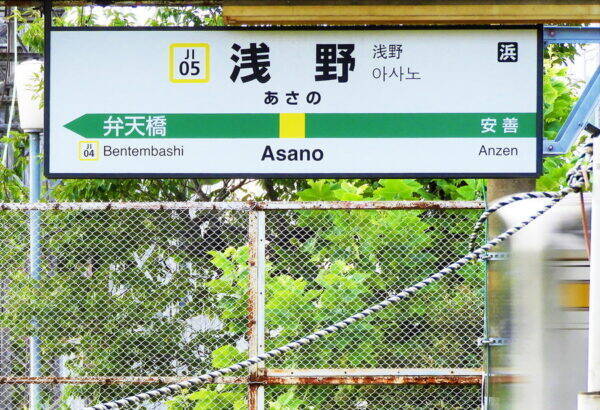 JI
05
浅野
浅野
아사노
浜
あさの
弁天橋
安善
JI
04
Bentembashi
Asano
Anzen